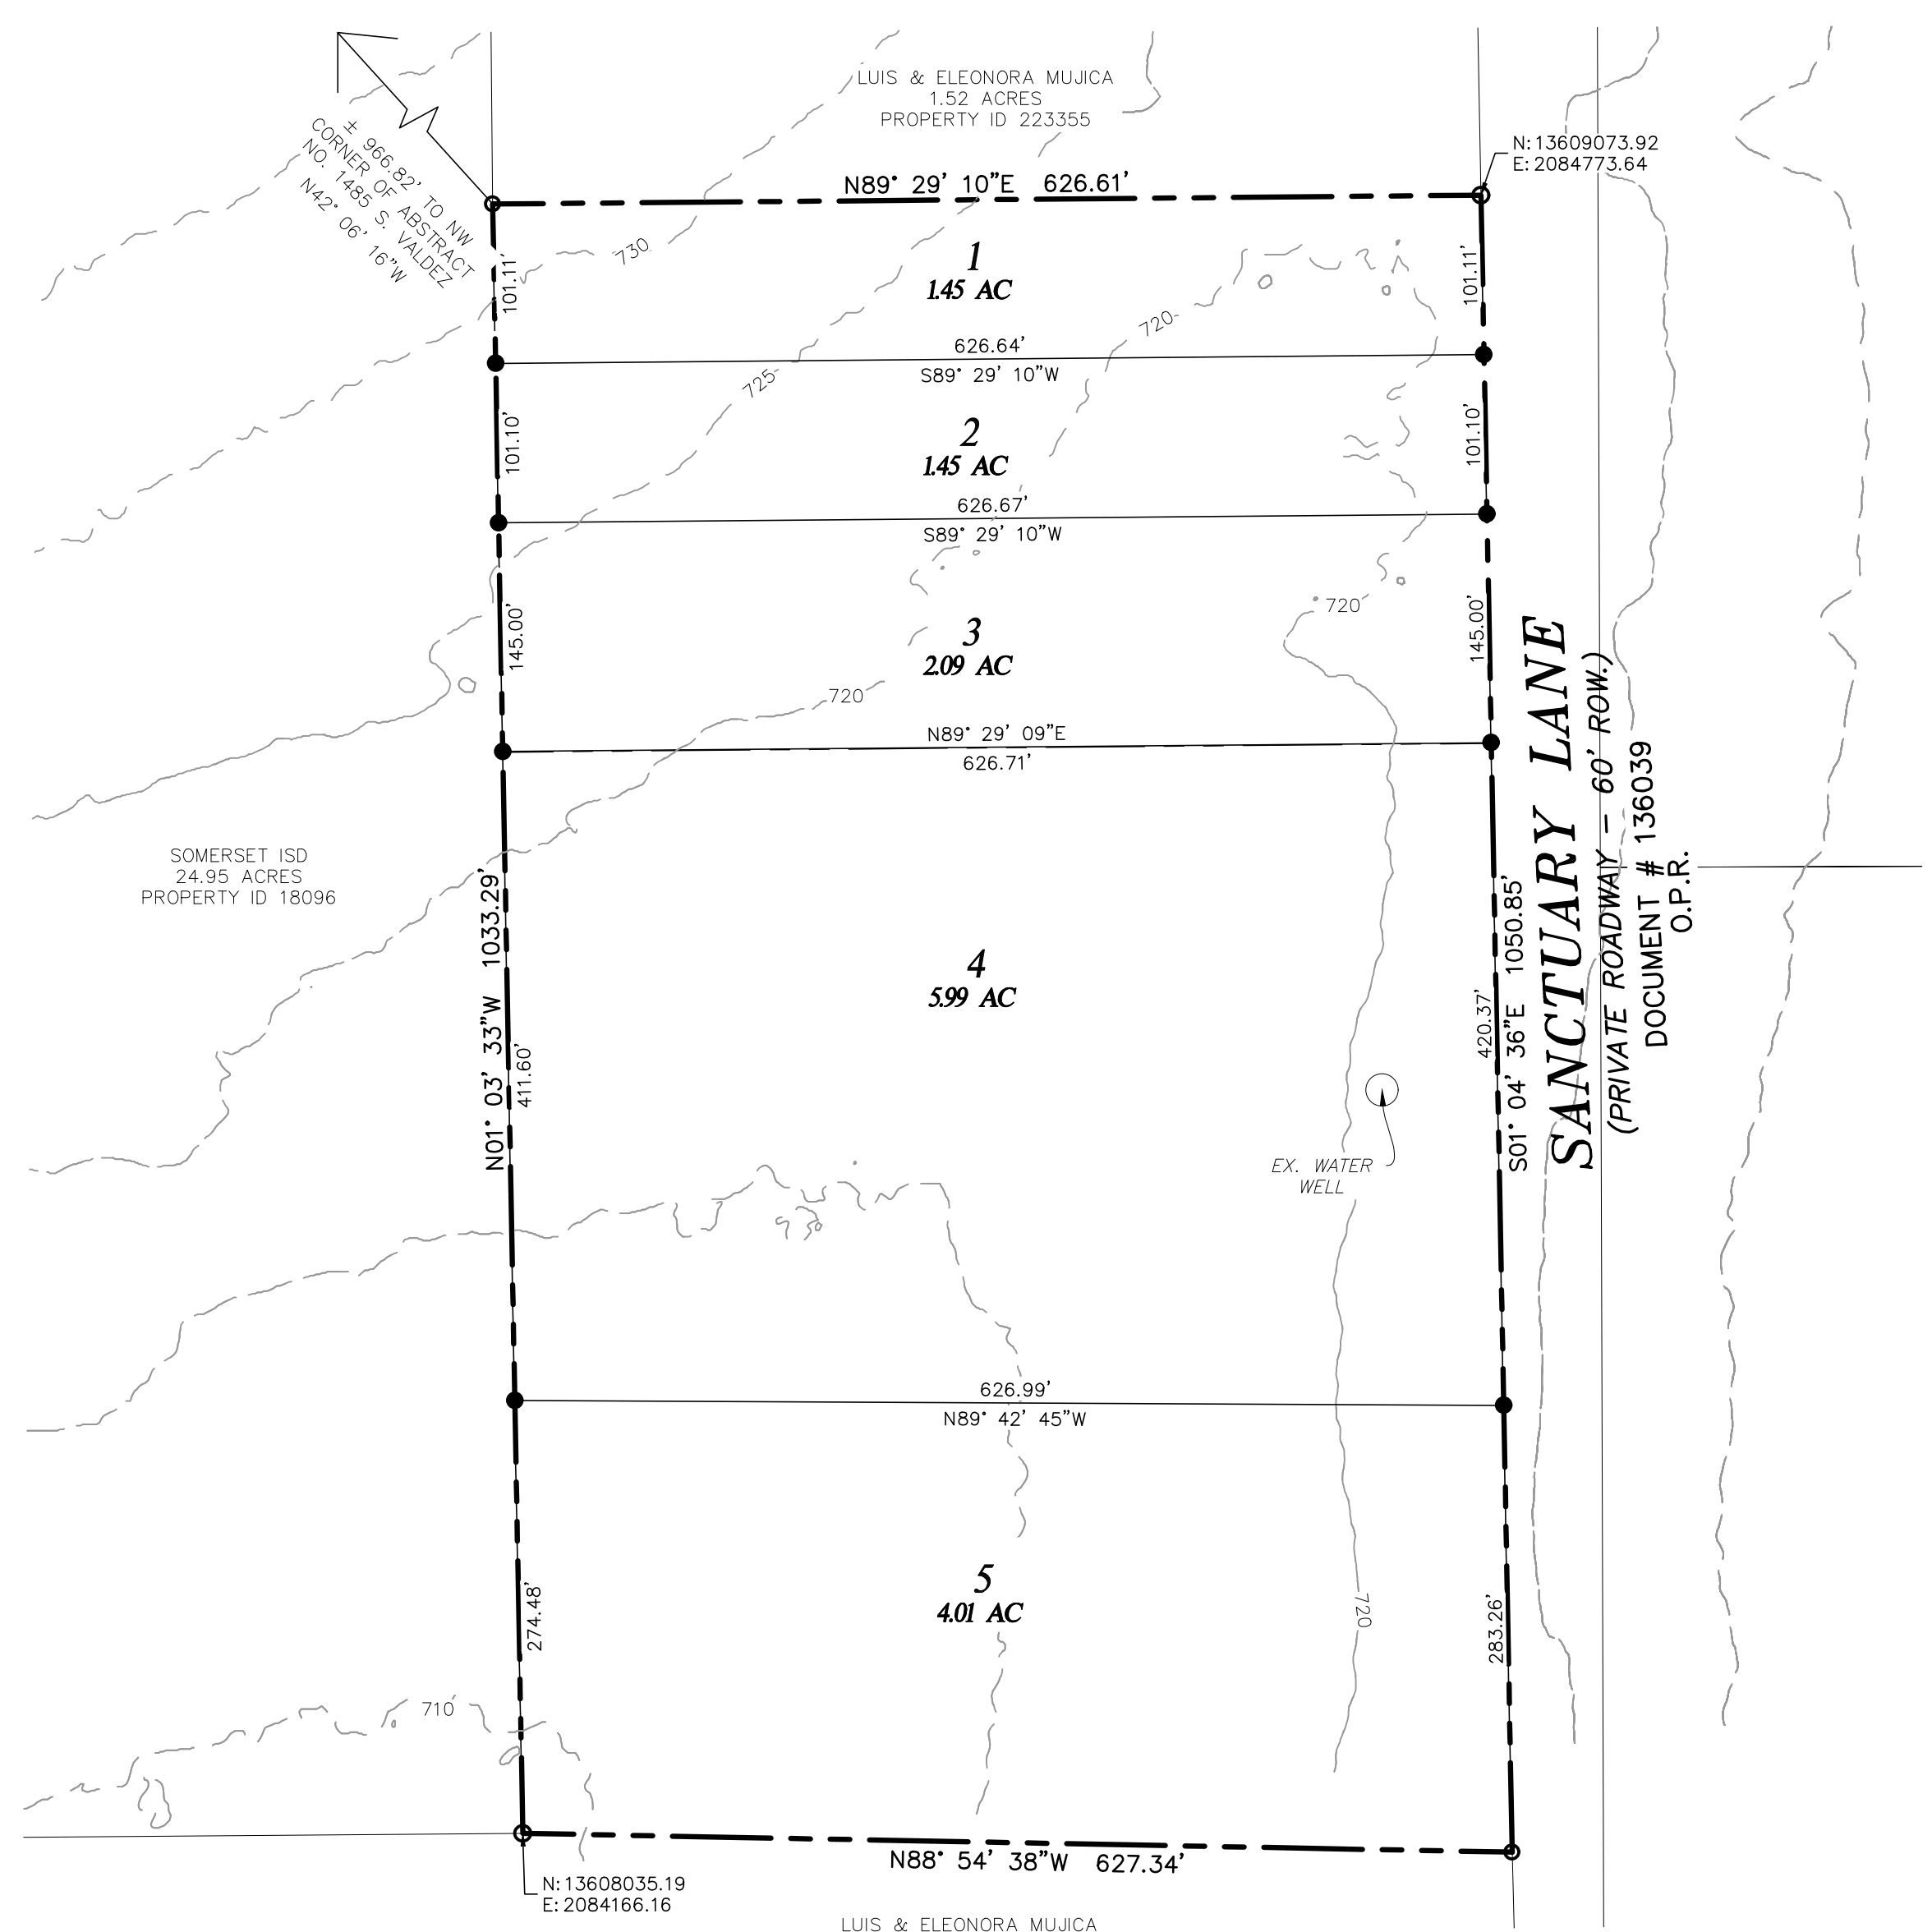 LUIS & ELEONORA MUJICA
1.52 ACRES
PROPERTY ID 223355
± 966.82' TO NW
CORNER OF ABSTRACT
NO. 1485 S. VALDEZ
N42° 06' 16"W
N:13609073.92
E:2084773.64
N89° 29' 10"E 626.61'
730
101.11'
1
1.45 AC
101.11'
720
626.64'
S89° 29' 10"W
725
101.10'
2
1.45 AC
101.10'
626.67'
S89° 29' 10"W
145.00'
3
2.09 AC
720
145.00'
720
N89° 29' 09"E
626.71'
SANCTUARY LANE
(PRIVATE ROADWAY - 60' ROW.)
DOCUMENT # 136039
O.P.R.
SOMERSET ISD
24.95 ACRES
PROPERTY ID 18096
N01° 03' 33"W 1033.29'
411.60'
4
5.99 AC
420.37'
S01° 04' 36"E 1050.85'
EX. WATER
WELL
626.99'
N89° 42' 45"W
274.48'
5
4.01 AC
720
283.26'
710
N88° 54' 38"W 627.34'
N:13608035.19
E:2084166.16
LUIS & ELEONORA MUJICA